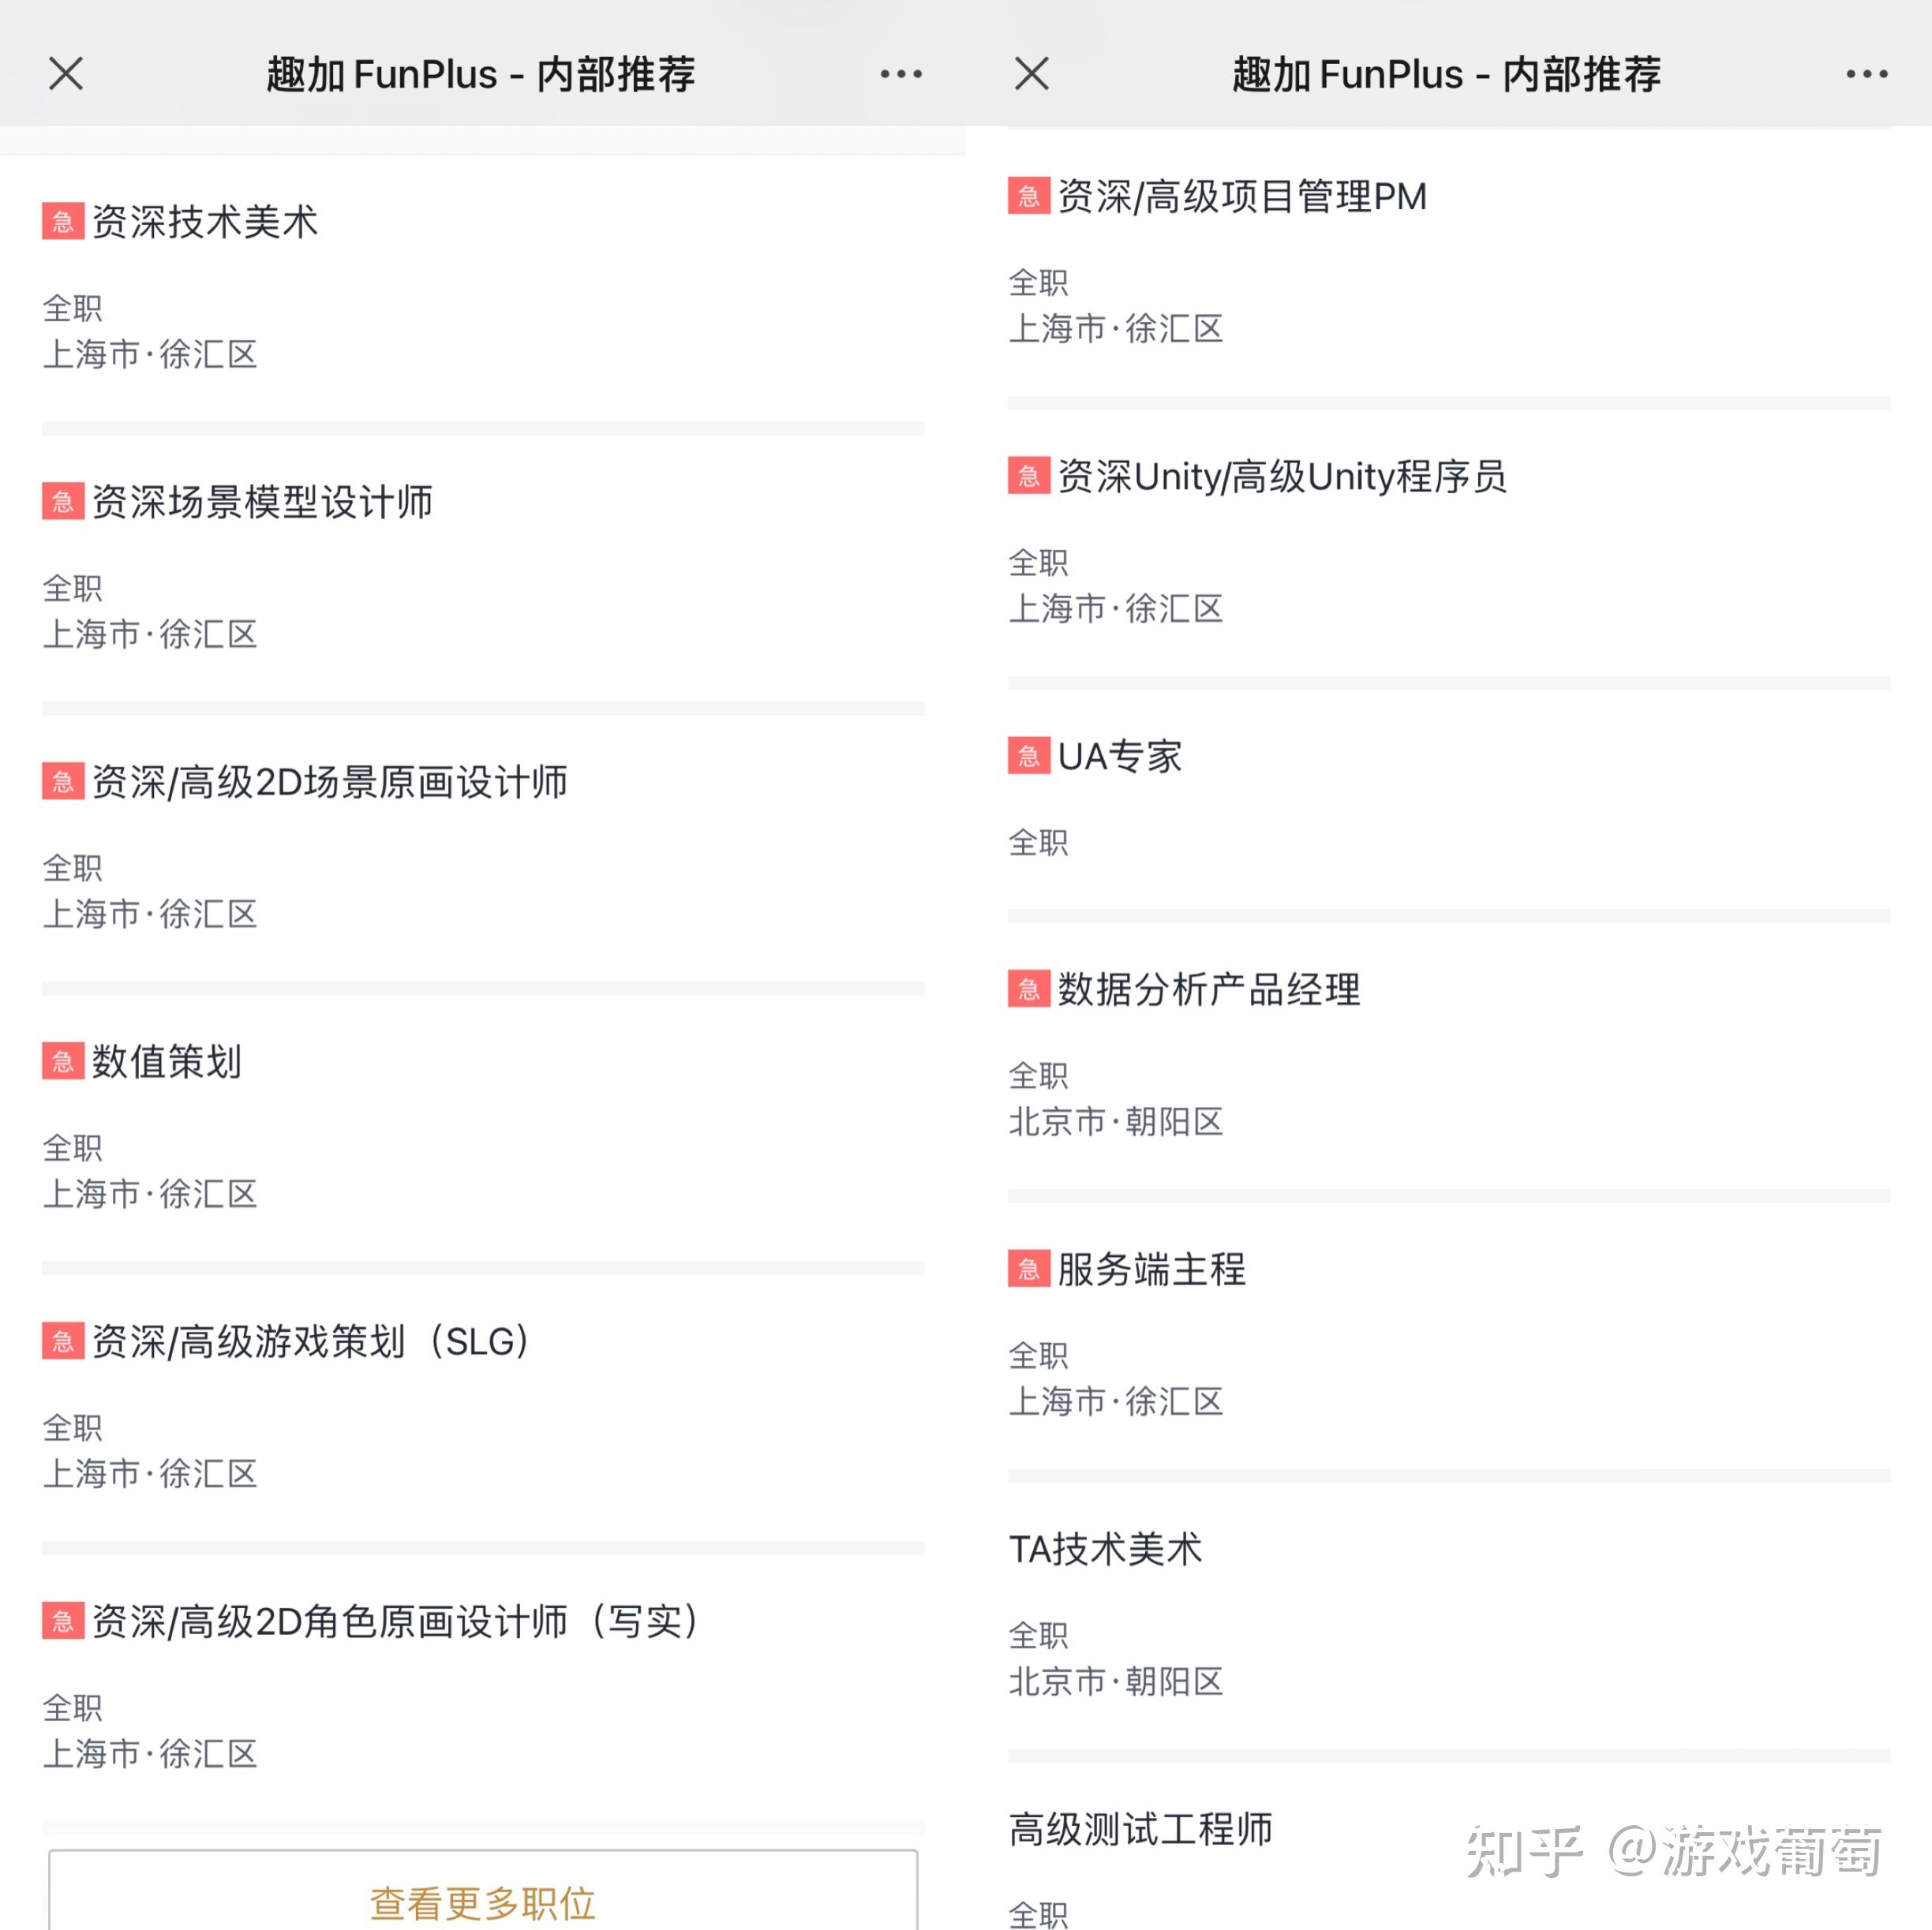 趣加 FunPlus - 内部推荐
急 资深技术美术
全职
上海市·徐汇区
急 资深场景模型设计师
全职
上海市·徐汇区
急 资深/高级2D场景原画设计师
全职
上海市·徐汇区
急 数值策划
全职
上海市·徐汇区
急 资深/高级游戏策划（SLG）
全职
上海市·徐汇区
急 资深/高级2D角色原画设计师（写实）
全职
上海市·徐汇区
查看更多职位
趣加 FunPlus - 内部推荐
急 资深/高级项目管理PM
全职
上海市·徐汇区
急 资深Unity/高级Unity程序员
全职
上海市·徐汇区
急 UA专家
全职
急 数据分析产品经理
全职
北京市·朝阳区
急 服务端主程
全职
上海市·徐汇区
TA技术美术
全职
北京市·朝阳区
高级测试工程师
全职
知乎 @游戏葡萄